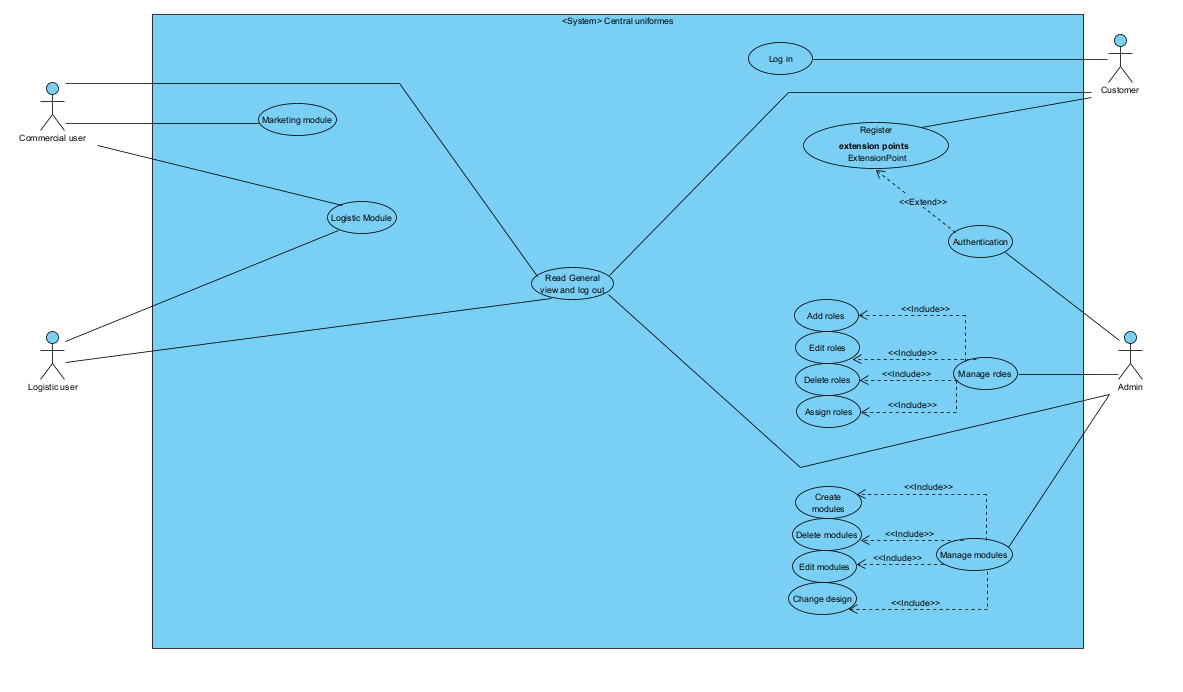 <System> Central uniformes
Log in
Customer
Commercial user
Marketing module
Register
extension points
ExtensionPoint
<<Extend>>
Logistic Module
Authentication
Read General
view and log out
Add roles
<<Include>>
Edit roles
<<Include>>
Delete roles
<<Include>>
Manage roles
Assign roles
<<Include>>
Logistic user
Admin
Create
modules
<<Include>>
Delete modules
<<Include>>
Edit modules
<<Include>>
Manage modules
Change design
<<Include>>